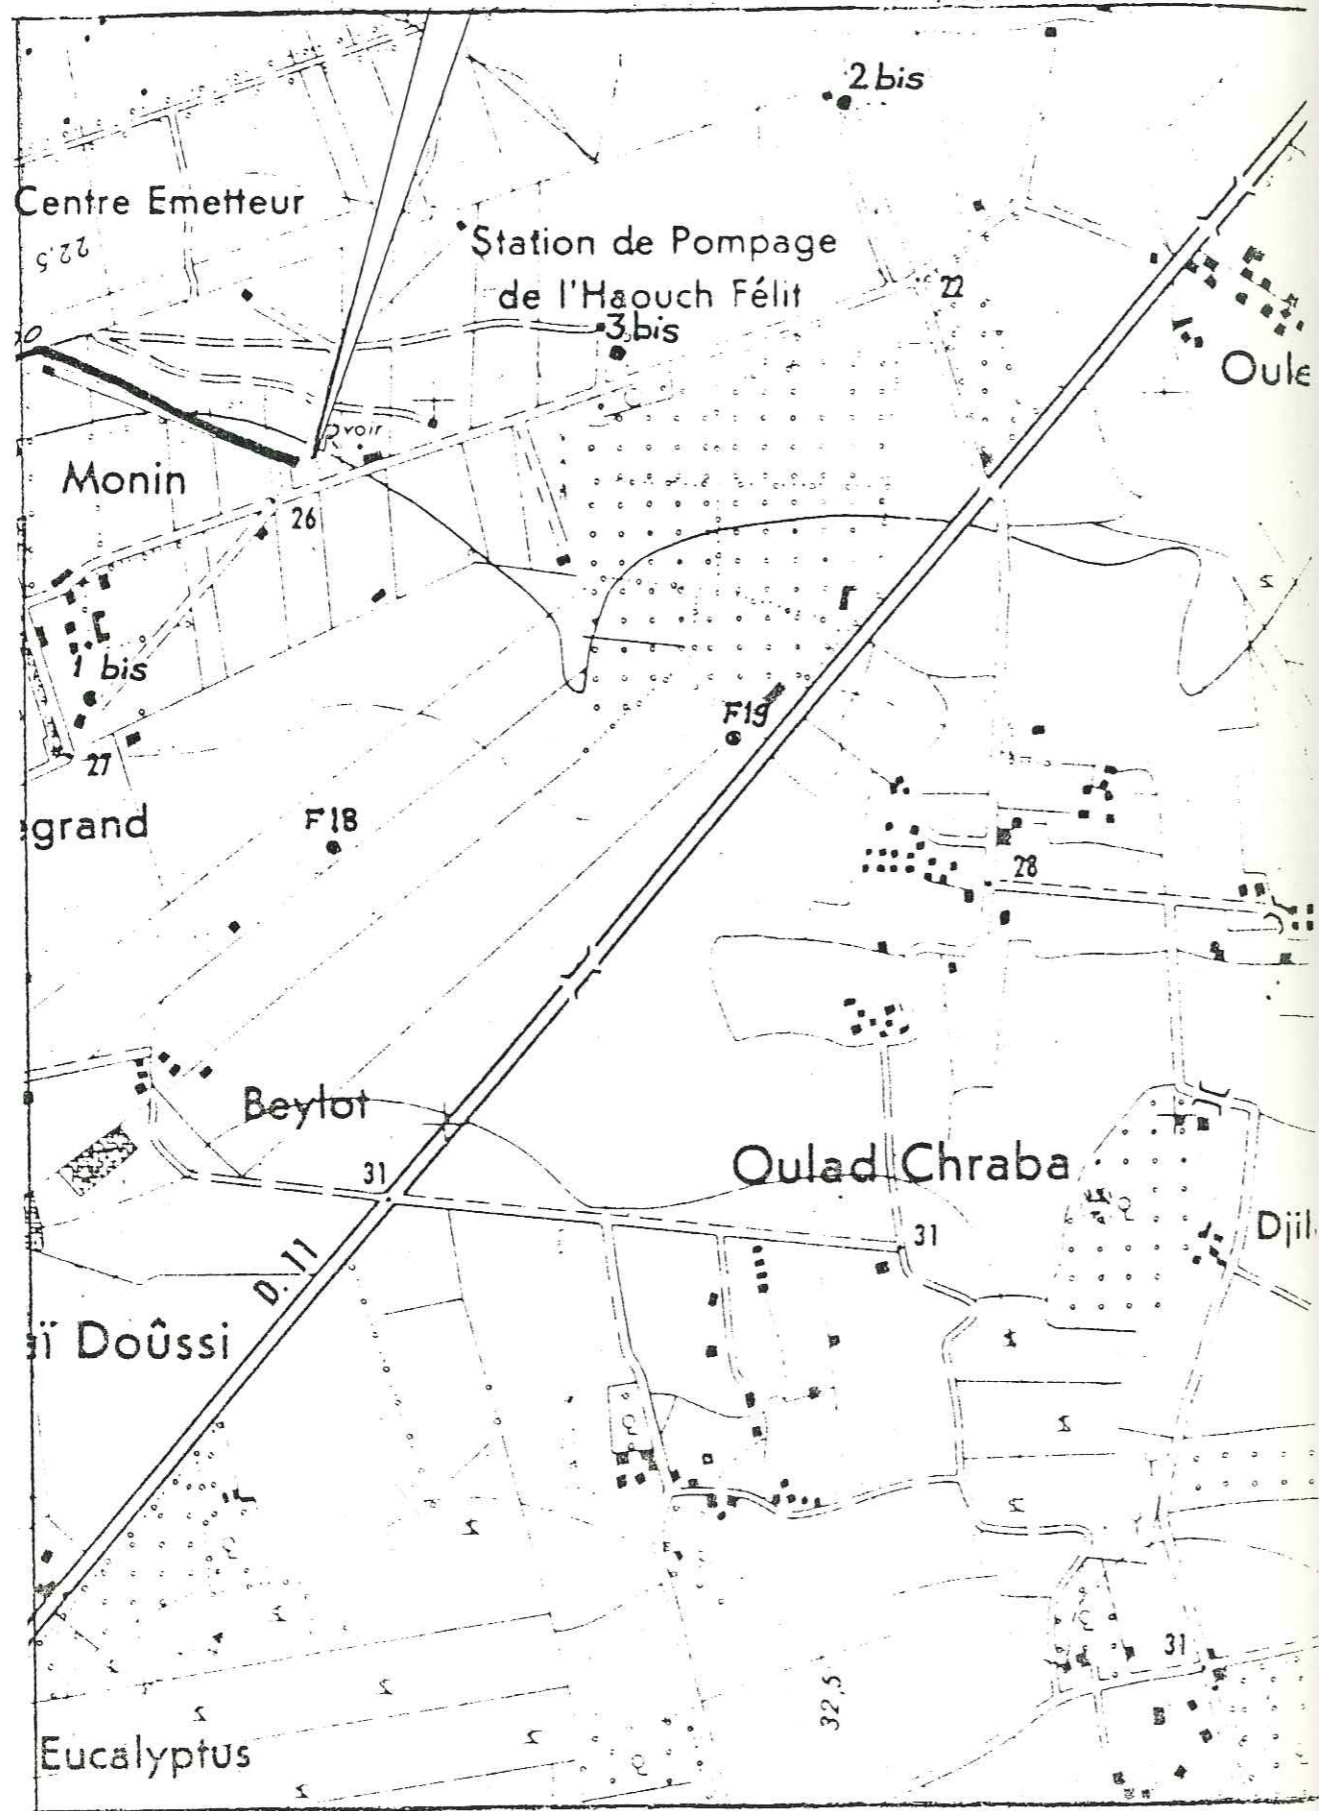 2 bis
Centre Emetteur
22.5
Station de Pompage
de l'Haouch Félit
22
3 bis
Oule
voir
Monin
26
1 bis
F19
27
grand
F18
28
Beylot
Oulad Chraba
31
31
Djil
D. 11
ï Doûssi
31
32,5
Eucalyptus